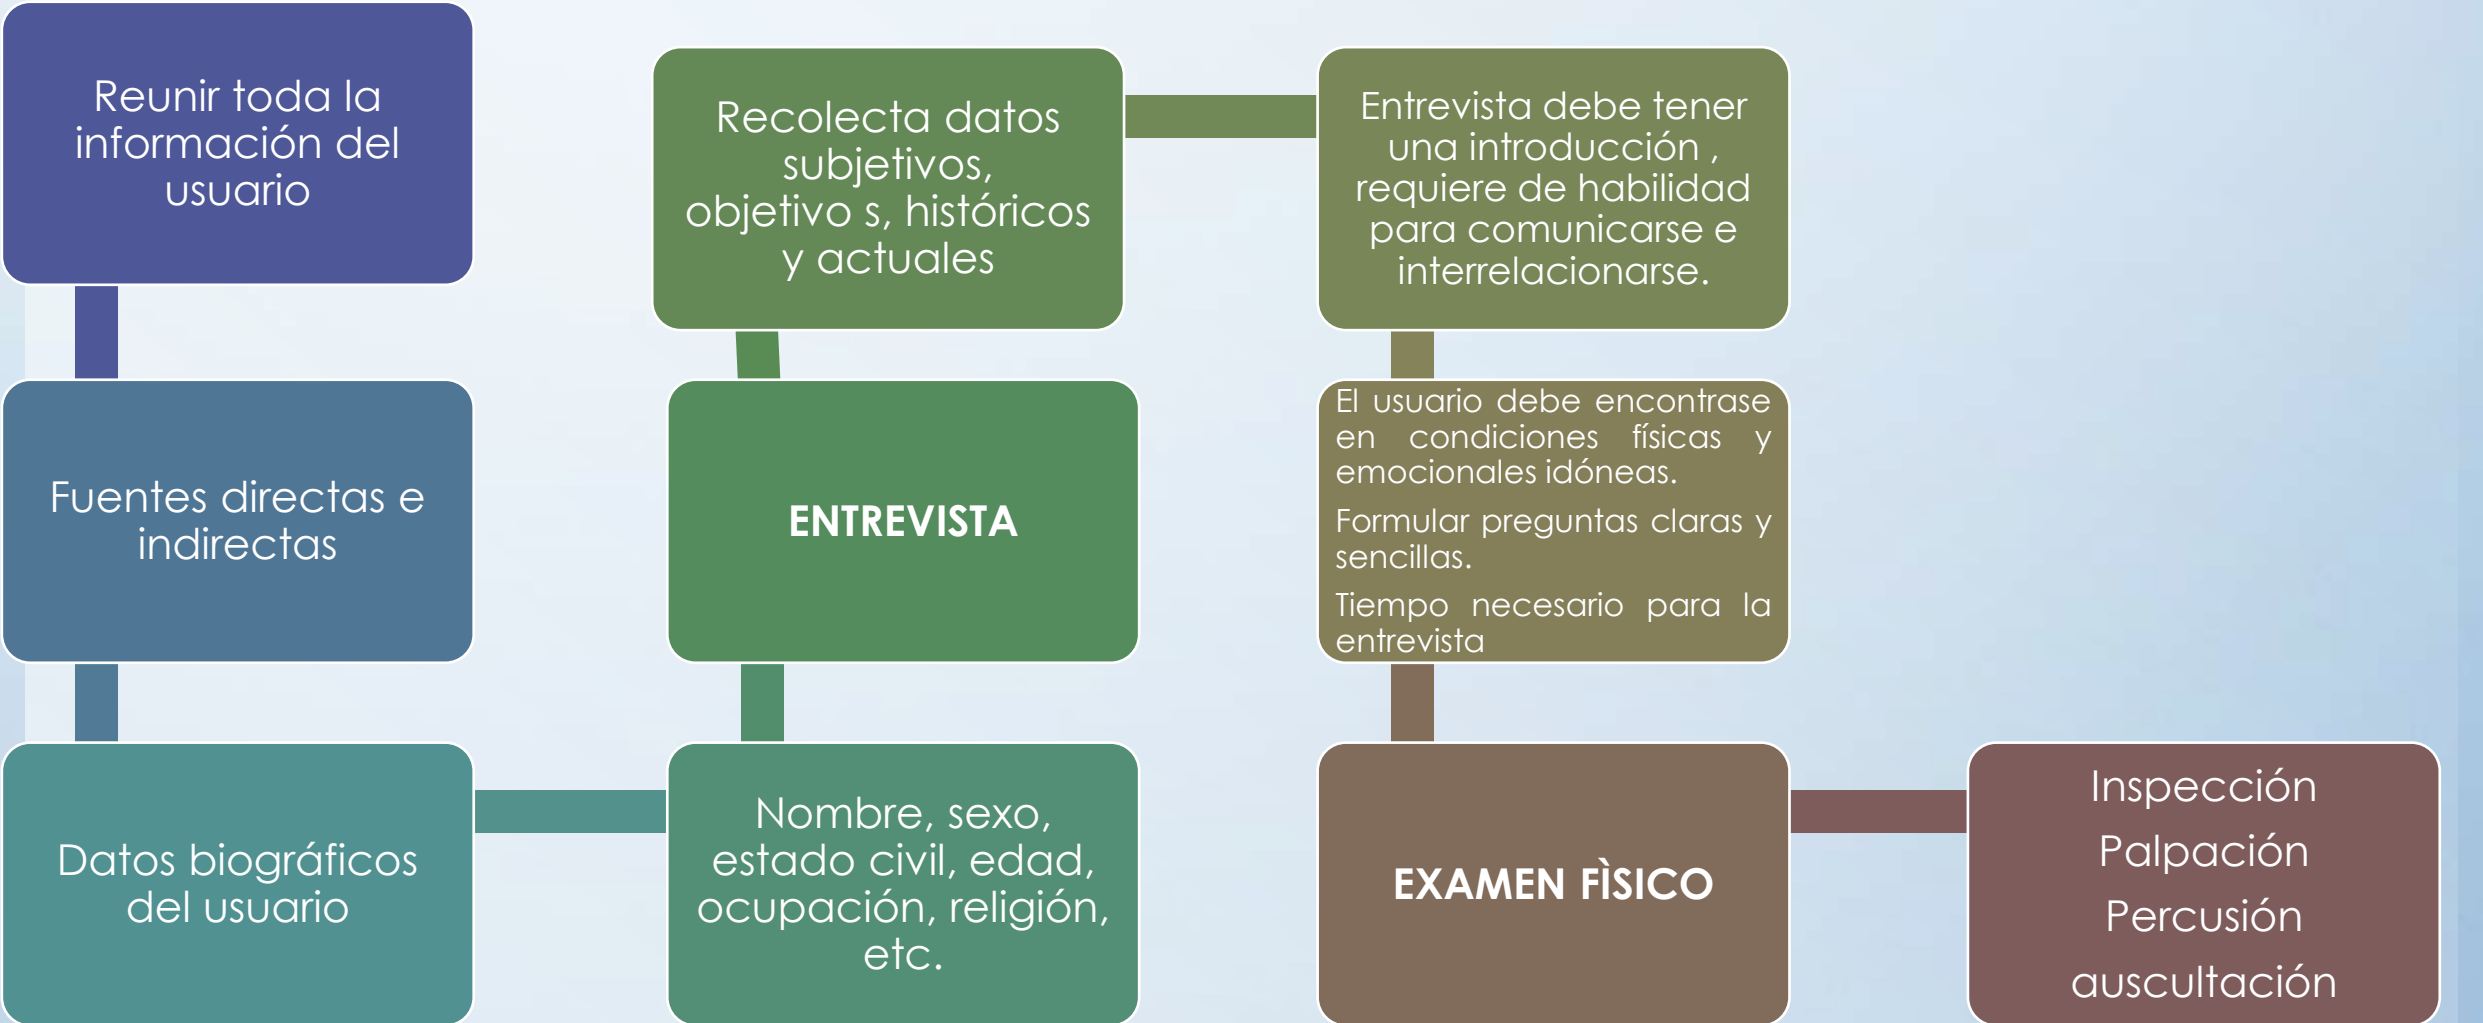 Reunir toda la
información del
usuario
Fuentes directas e
indirectas
Datos biográficos
del usuario
Nombre, sexo,
estado civil, edad,
ocupación, religión,
etc.
ENTREVISTA
Recolecta datos
subjetivos,
objetivo s, históricos
y actuales
Entrevista debe tener
una introducción ,
requiere de habilidad
para comunicarse e
interrelacionarse.
El usuario debe encontrase
en condiciones físicas y
emocionales idóneas.
Formular preguntas claras y
sencillas.
Tiempo necesario para la
entrevista
EXAMEN FÌSICO
Inspección
Palpación
Percusión
auscultación